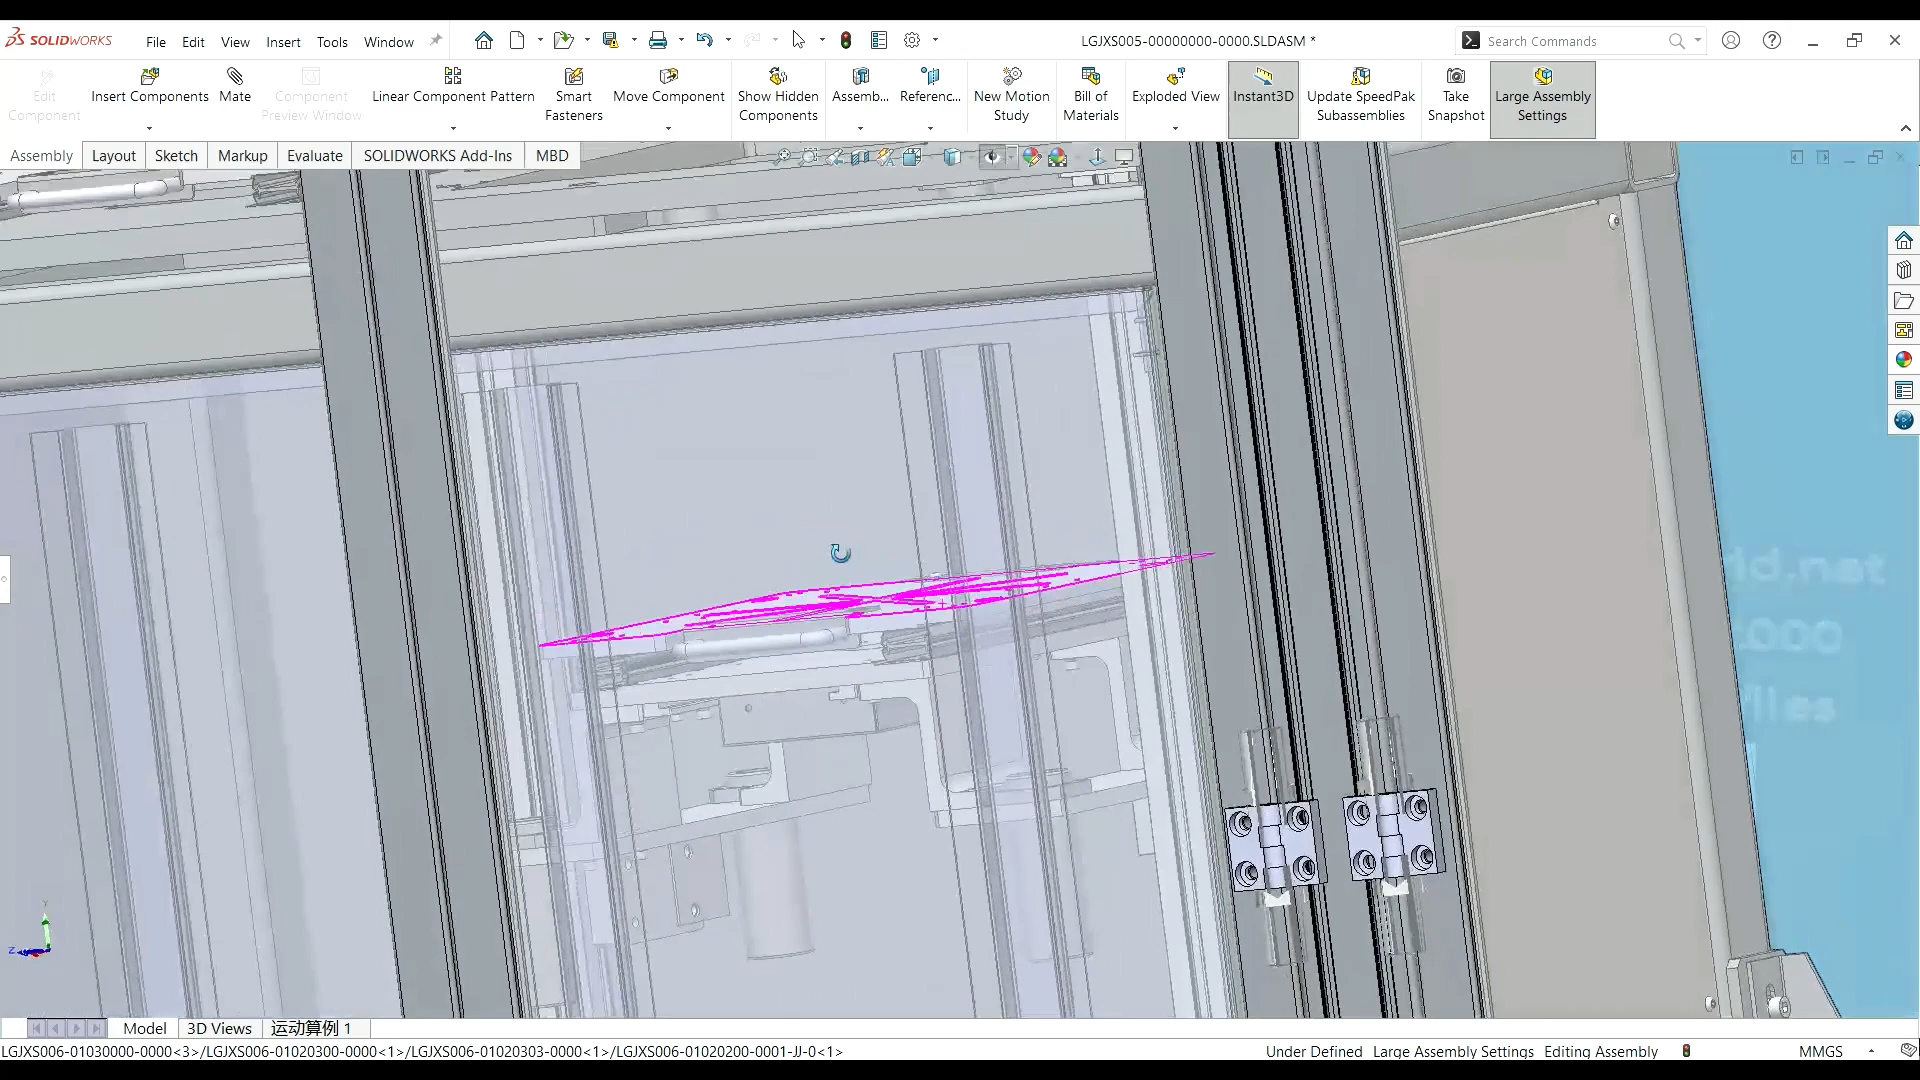 SOLIDWORKS
File Edit View Insert Tools Window
LGJXS005-00000000-0000.SLDASM *
Search Commands
Edit Component
Insert Components
Mate
Component Preview Window
Linear Component Pattern
Smart Fasteners
Move Component
Show Hidden Components
Assemb...
Referenc...
New Motion Study
Bill of Materials
Exploded View
Instant3D
Update SpeedPak Subassemblies
Take Snapshot
Large Assembly Settings
Assembly Layout Sketch Markup Evaluate SOLIDWORKS Add-Ins MBD
.net
000
files
Y
Z
Model 3D Views 运动算例 1
LGJXS006-01030000-0000<3>/LGJXS006-01020300-0000<1>/LGJXS006-01020303-0000<1>/LGJXS006-01020200-0001-JJ-0<1>
Under Defined Large Assembly Settings Editing Assembly MMGS